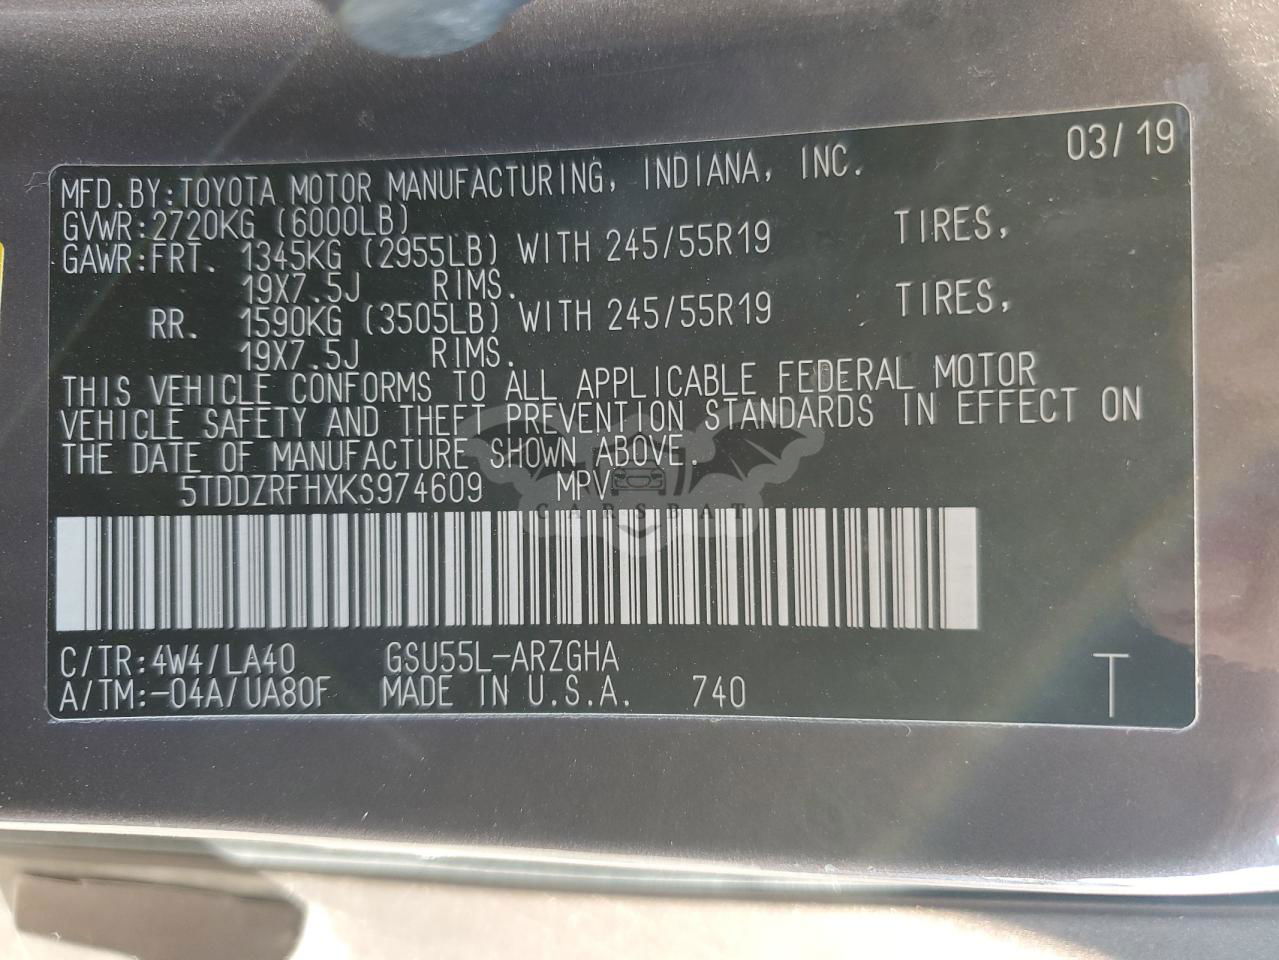 03/19
MFD.BY:TOYOTA MOTOR MANUFACTURING, INDIANA, INC.
GVWR:2720KG (6000LB)
GAWR:FRT. 1345KG (2955LB) WITH 245/55R19 TIRES,
19X7.5J RIMS.
RR. 1590KG (3505LB) WITH 245/55R19 TIRES,
19X7.5J RIMS.
THIS VEHICLE CONFORMS TO ALL APPLICABLE FEDERAL MOTOR
VEHICLE SAFETY AND THEFT PREVENTION STANDARDS IN EFFECT ON
THE DATE OF MANUFACTURE SHOWN ABOVE.
5TDDZRFHXKS974609 MPV
CARSBAT
C/TR:4W4/LA40 GSU55L-ARZGHA
A/TM:-04A/UA80F MADE IN U.S.A. 740
T